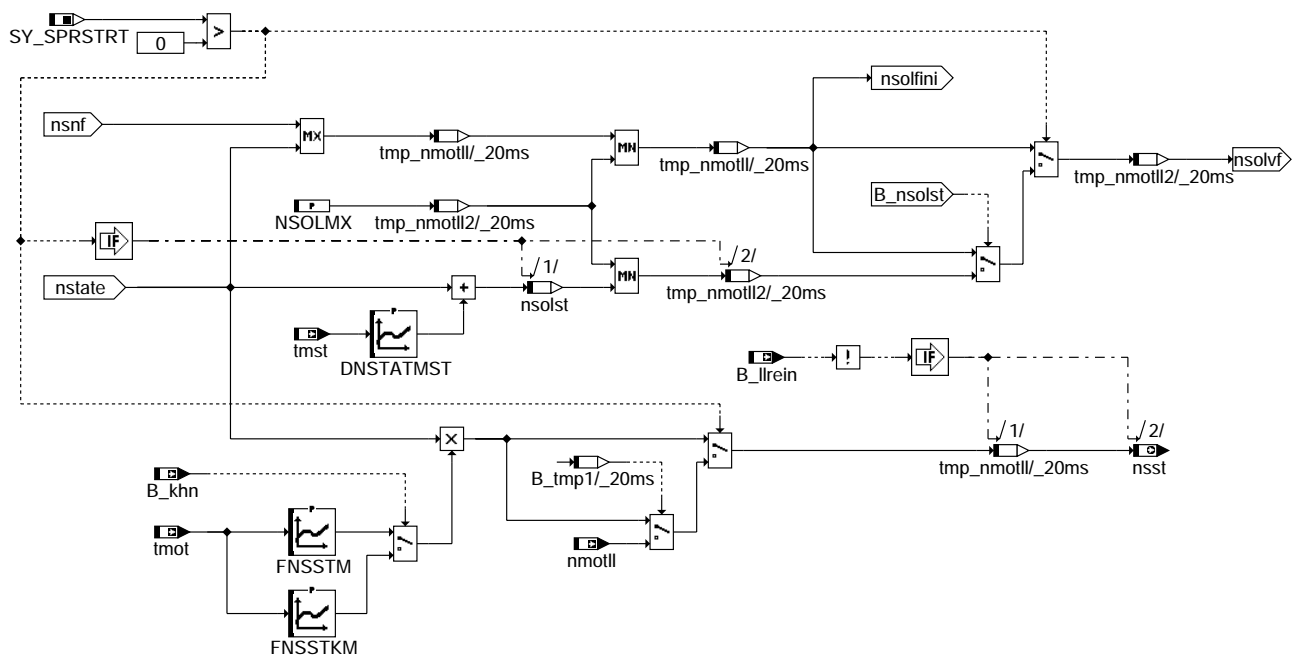 SY_SPRSTRT
0
>
nsolfini
nsnf
MX
tmp_nmotll/_20ms
MN
tmp_nmotll/_20ms
tmp_nmotll2/_20ms
nsolvf
B_nsolst
P
NSOLMX
tmp_nmotll2/_20ms
IF
/1/
/2/
nstate
+
nsolst
MN
tmp_nmotll2/_20ms
P
tmst
DNSTATMST
B_llrein
!
IF
X
/1/
/2/
tmp_nmotll/_20ms
nsst
B_khn
B_tmp1/_20ms
P
tmot
FNSSTM
nmotll
P
FNSSTKM